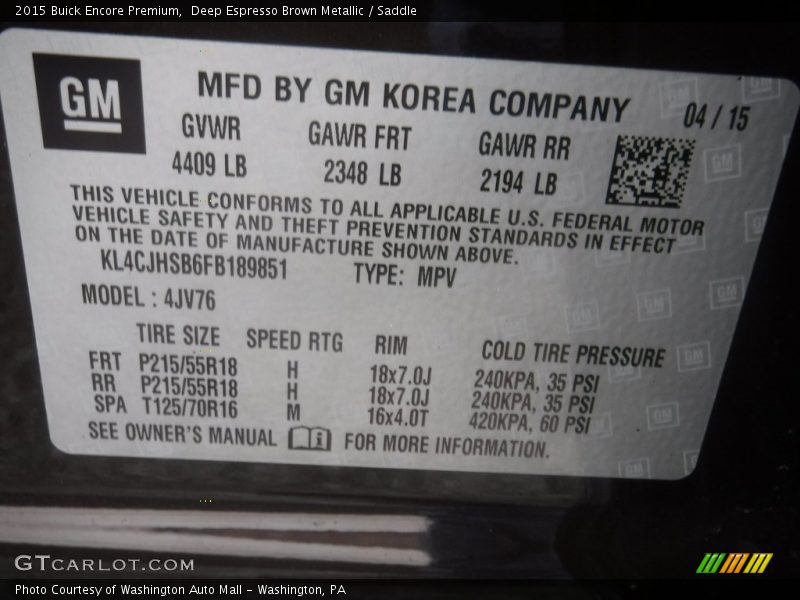 2015 Buick Encore Premium,  Deep Espresso Brown Metallic / Saddle
GM
MFD BY GM KOREA COMPANY 04 / 15
GVWR GAWR FRT GAWR RR
4409 LB 2348 LB 2194 LB
THIS VEHICLE CONFORMS TO ALL APPLICABLE U.S. FEDERAL MOTOR
VEHICLE SAFETY AND THEFT PREVENTION STANDARDS IN EFFECT
ON THE DATE OF MANUFACTURE SHOWN ABOVE.
KL4CJHSB6FB189851 TYPE: MPV
MODEL : 4JV76
TIRE SIZE SPEED RTG RIM COLD TIRE PRESSURE
FRT P215/55R18 H 18x7.0J 240KPA, 35 PSI
RR P215/55R18 H 18x7.0J 240KPA, 35 PSI
SPA T125/70R16 M 16x4.0T 420KPA, 60 PSI
SEE OWNER'S MANUAL i FOR MORE INFORMATION.
GTCARLOT.COM
Photo Courtesy of Washington Auto Mall – Washington, PA